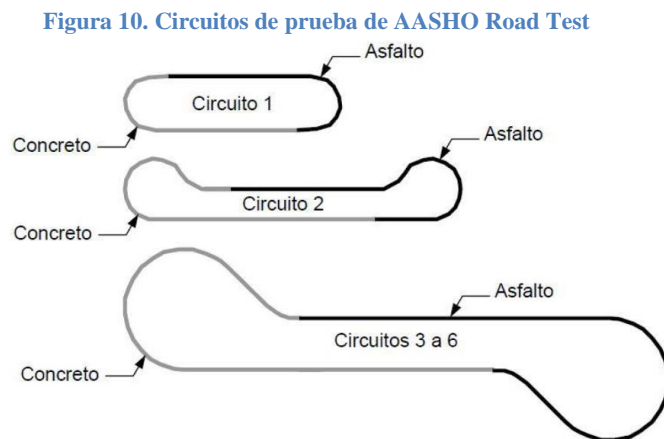 Figura 10. Circuitos de prueba de AASHO Road Test
Asfalto
Circuito 1
Concreto
Asfalto
Circuito 2
Concreto
Asfalto
Circuitos 3 a 6
Concreto